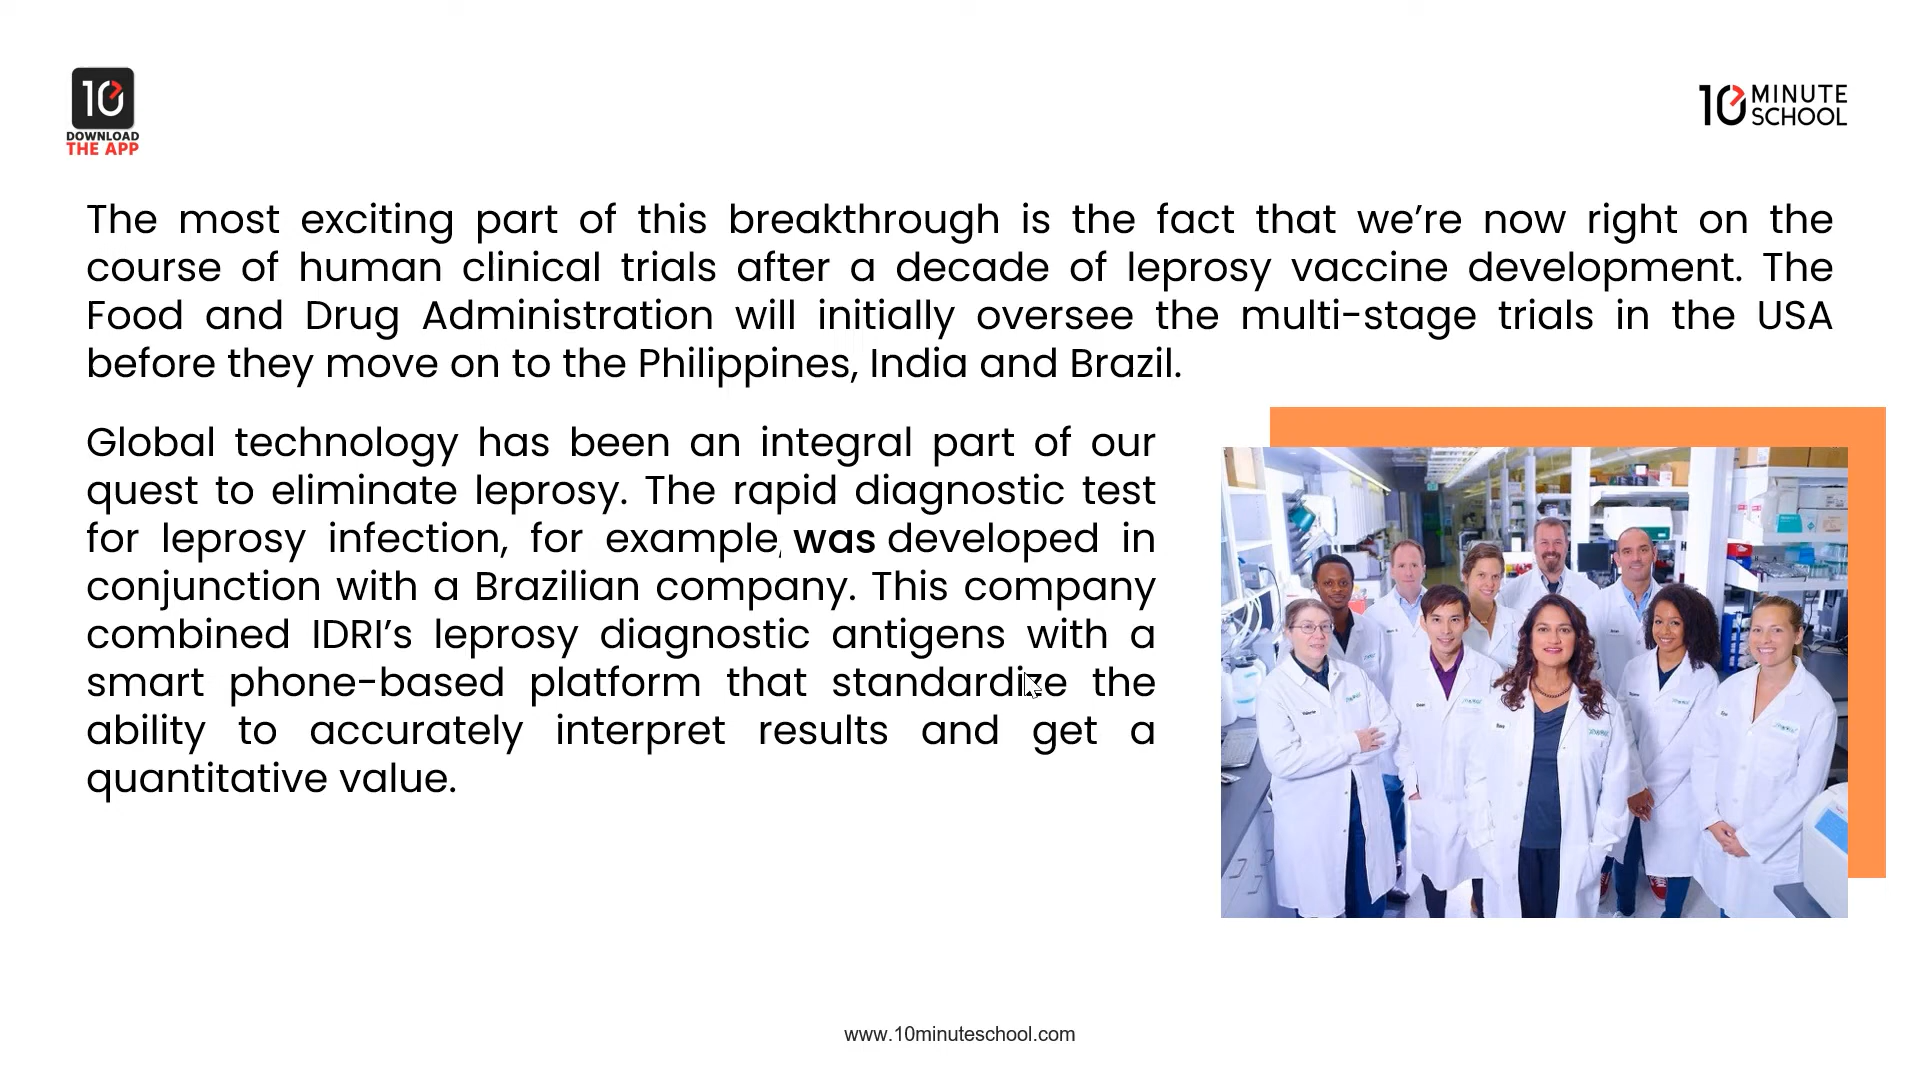 10
DOWNLOAD
THE APP
10 MINUTE
SCHOOL
The most exciting part of this breakthrough is the fact that we’re now right on the
course of human clinical trials after a decade of leprosy vaccine development. The
Food and Drug Administration will initially oversee the multi-stage trials in the USA
before they move on to the Philippines, India and Brazil.
Global technology has been an integral part of our
quest to eliminate leprosy. The rapid diagnostic test
for leprosy infection, for example, was developed in
conjunction with a Brazilian company. This company
combined IDRI’s leprosy diagnostic antigens with a
smart phone-based platform that standardize the
ability to accurately interpret results and get a
quantitative value.
www.10minuteschool.com